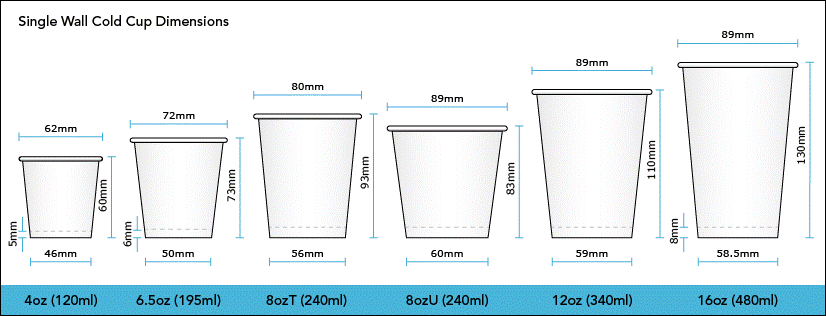 Single Wall Cold Cup Dimensions
62mm
60mm
5mm
46mm
4oz (120ml)
72mm
73mm
6mm
50mm
6.5oz (195ml)
80mm
93mm
56mm
8ozT (240ml)
89mm
83mm
60mm
8ozU (240ml)
89mm
110mm
59mm
12oz (340ml)
89mm
130mm
8mm
58.5mm
16oz (480ml)